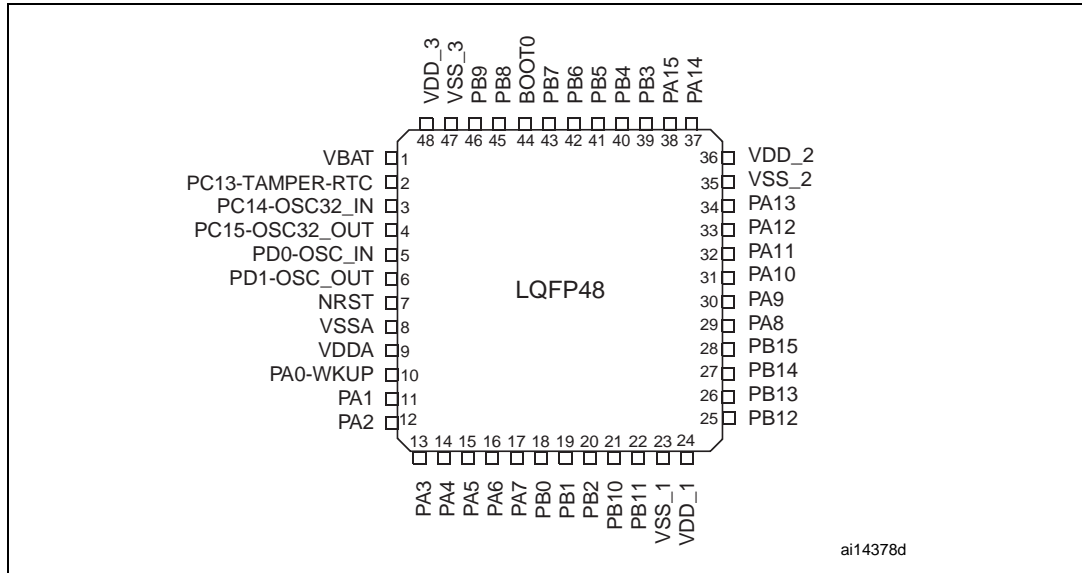 VDD_3 VSS_3 PB9 PB8 BOOT0 PB7 PB6 PB5 PB4 PB3 PA15 PA14
48 47 46 45 44 43 42 41 40 39 38 37
VBAT 1
PC13-TAMPER-RTC 2
PC14-OSC32_IN 3
PC15-OSC32_OUT 4
PD0-OSC_IN 5
PD1-OSC_OUT 6
NRST 7
VSSA 8
VDDA 9
PA0-WKUP 10
PA1 11
PA2 12
LQFP48
36 VDD_2
35 VSS_2
34 PA13
33 PA12
32 PA11
31 PA10
30 PA9
29 PA8
28 PB15
27 PB14
26 PB13
25 PB12
13 14 15 16 17 18 19 20 21 22 23 24
PA3 PA4 PA5 PA6 PA7 PB0 PB1 PB2 PB10 PB11 VSS_1 VDD_1
ai14378d